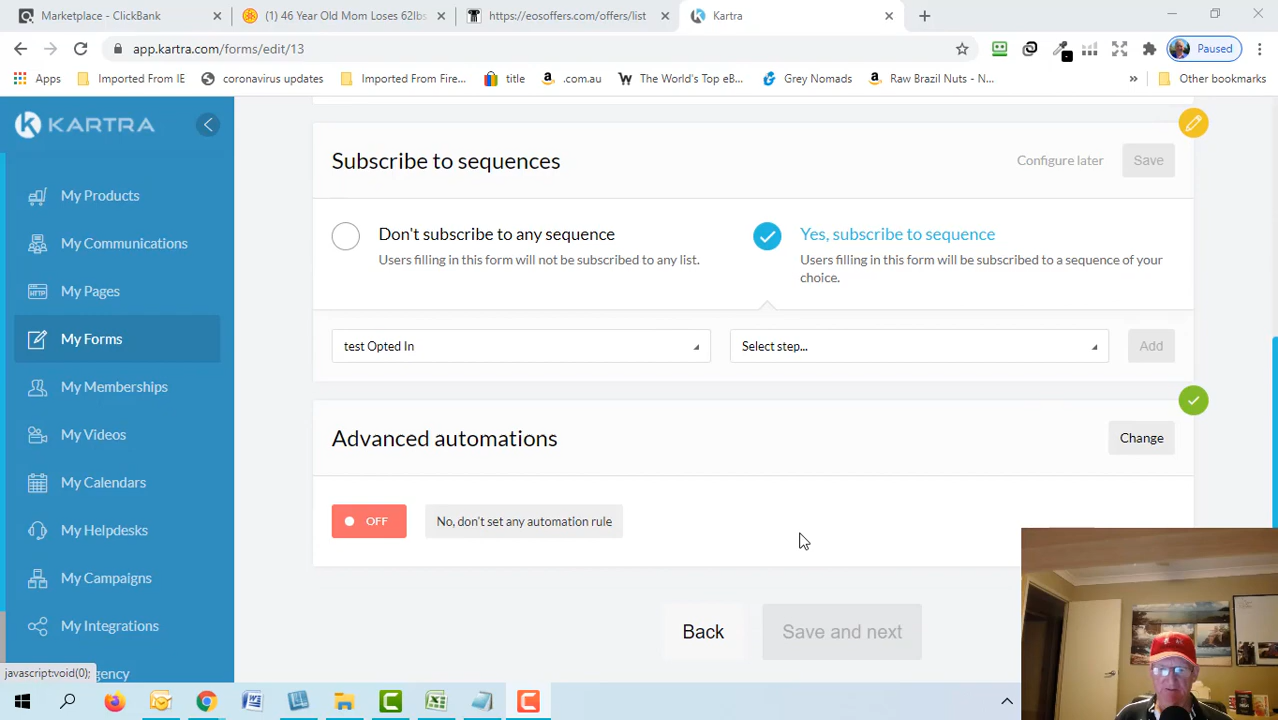 Marketplace - ClickBank
(1) 46 Year Old Mom Loses 62lbs
https://eosoffers.com/offers/list
Kartra
app.kartra.com/forms/edit/13
Paused
Apps
Imported From IE
coronavirus updates
Imported From Fire...
title
.com.au
The World's Top eB...
Grey Nomads
Raw Brazil Nuts - N...
»
Other bookmarks
KARTRA
My Products
My Communications
My Pages
My Forms
My Memberships
My Videos
My Calendars
My Helpdesks
My Campaigns
My Integrations
gency
javascript:void(0);
Subscribe to sequences
Configure later
Save
Don't subscribe to any sequence
Users filling in this form will not be subscribed to any list.
Yes, subscribe to sequence
Users filling in this form will be subscribed to a sequence of your
choice.
test Opted In
Select step...
Add
Advanced automations
Change
OFF
No, don't set any automation rule
Back
Save and next